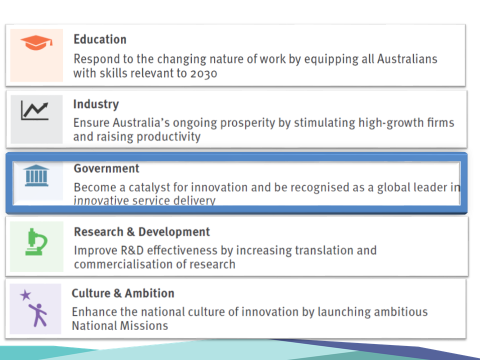 Education
Respond to the changing nature of work by equipping all Australians
with skills relevant to 2030
Industry
Ensure Australia's ongoing prosperity by stimulating high-growth firms
and raising productivity
Government
Become a catalyst for innovation and be recognised as a global leader in
innovative service delivery
Research & Development
Improve R&D effectiveness by increasing translation and
commercialisation of research
Culture & Ambition
Enhance the national culture of innovation by launching ambitious
National Missions